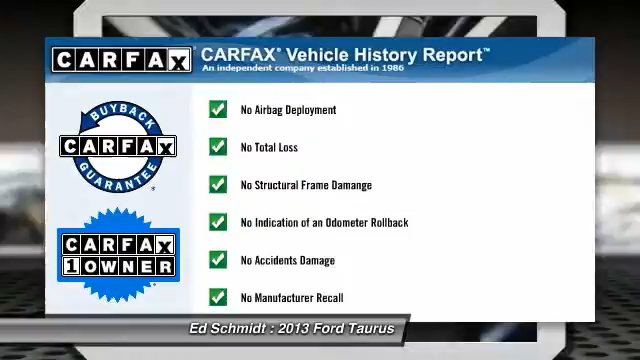 CARFAX
CARFAX® Vehicle History Report™
An independent company established in 1986
BUYBACK
CARFAX
GUARANTEE
CARFAX
1 OWNER
No Airbag Deployment
No Total Loss
No Structural Frame Damange
No Indication of an Odometer Rollback
No Accidents Damage
No Manufacturer Recall
Ed Schmidt : 2013 Ford Taurus